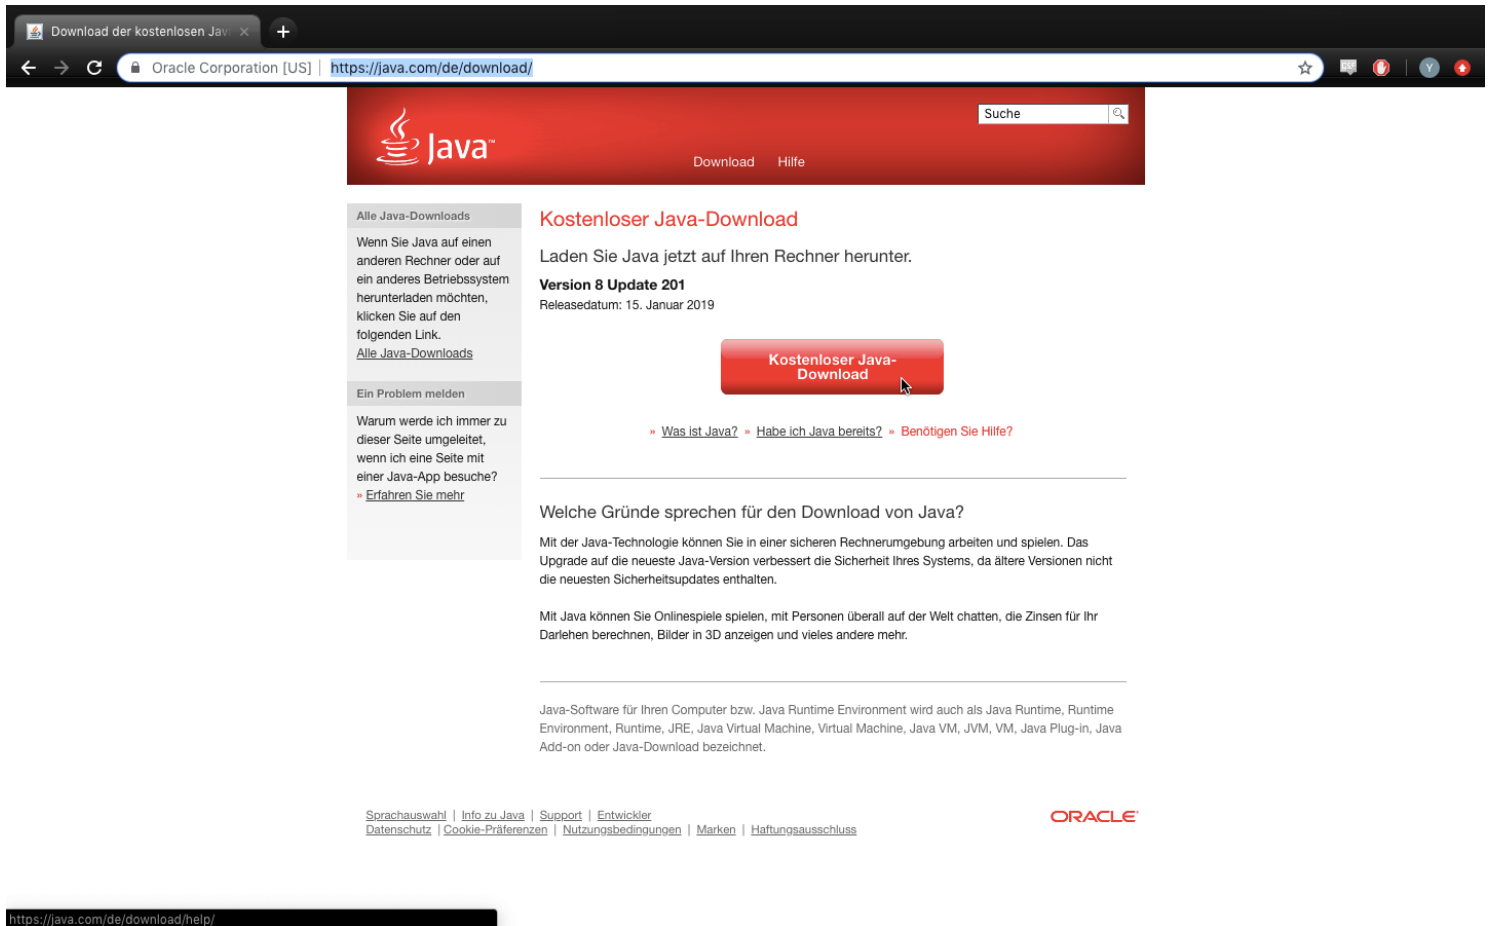 Download der kostenlosen Jav
Oracle Corporation [US] | https://java.com/de/download/
Java™
Suche
Download Hilfe
Alle Java-Downloads
Wenn Sie Java auf einen
anderen Rechner oder auf
ein anderes Betriebssystem
herunterladen möchten,
klicken Sie auf den
folgenden Link.
Alle Java-Downloads
Ein Problem melden
Warum werde ich immer zu
dieser Seite umgeleitet,
wenn ich eine Seite mit
einer Java-App besuche?
» Erfahren Sie mehr
Kostenloser Java-Download
Laden Sie Java jetzt auf Ihren Rechner herunter.
Version 8 Update 201
Releasedatum: 15. Januar 2019
Kostenloser Java-
Download
» Was ist Java? » Habe ich Java bereits? » Benötigen Sie Hilfe?
Welche Gründe sprechen für den Download von Java?
Mit der Java-Technologie können Sie in einer sicheren Rechnerumgebung arbeiten und spielen. Das
Upgrade auf die neueste Java-Version verbessert die Sicherheit Ihres Systems, da ältere Versionen nicht
die neuesten Sicherheitsupdates enthalten.
Mit Java können Sie Onlinespiele spielen, mit Personen überall auf der Welt chatten, die Zinsen für Ihr
Darlehen berechnen, Bilder in 3D anzeigen und vieles andere mehr.
Java-Software für Ihren Computer bzw. Java Runtime Environment wird auch als Java Runtime, Runtime
Environment, Runtime, JRE, Java Virtual Machine, Virtual Machine, Java VM, JVM, VM, Java Plug-in, Java
Add-on oder Java-Download bezeichnet.
Sprachauswahl | Info zu Java | Support | Entwickler
Datenschutz | Cookie-Präferenzen | Nutzungsbedingungen | Marken | Haftungsausschluss
ORACLE
https://java.com/de/download/help/